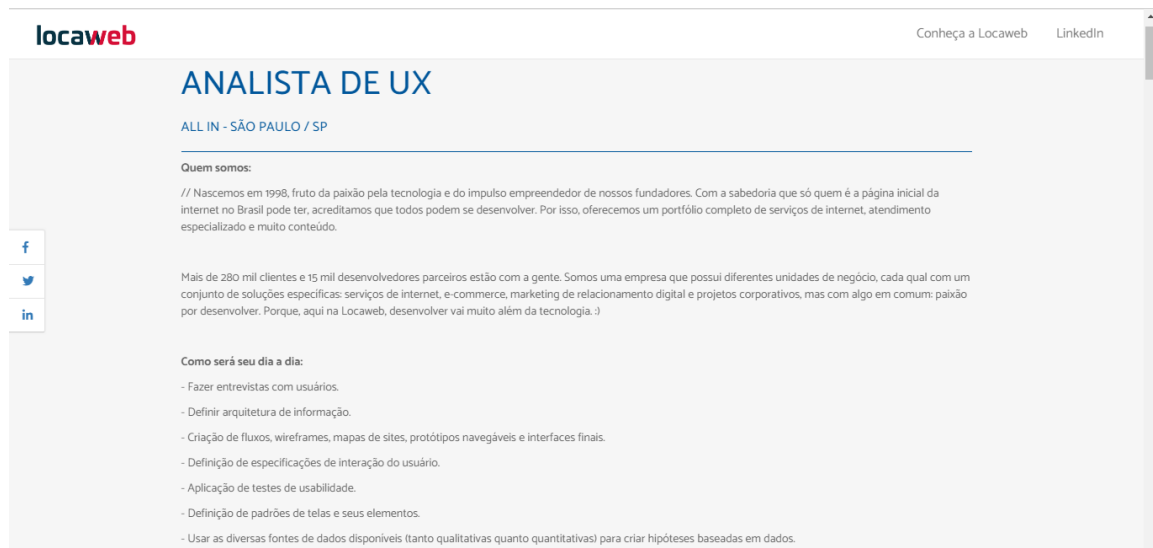 locaweb
Conheça a Locaweb LinkedIn
ANALISTA DE UX
ALL IN - SÃO PAULO / SP
Quem somos:
// Nascemos em 1998, fruto da paixão pela tecnologia e do impulso empreendedor de nossos fundadores. Com a sabedoria que só quem é a página inicial da
internet no Brasil pode ter, acreditamos que todos podem se desenvolver. Por isso, oferecemos um portfólio completo de serviços de internet, atendimento
especializado e muito conteúdo.
Mais de 280 mil clientes e 15 mil desenvolvedores parceiros estão com a gente. Somos uma empresa que possui diferentes unidades de negócio, cada qual com um
conjunto de soluções específicas: serviços de internet, e-commerce, marketing de relacionamento digital e projetos corporativos, mas com algo em comum: paixão
por desenvolver. Porque, aqui na Locaweb, desenvolver vai muito além da tecnologia. :)
Como será seu dia a dia:
- Fazer entrevistas com usuários.
- Definir arquitetura de informação.
- Criação de fluxos, wireframes, mapas de sites, protótipos navegáveis e interfaces finais.
- Definição de especificações de interação do usuário.
- Aplicação de testes de usabilidade.
- Definição de padrões de telas e seus elementos.
- Usar as diversas fontes de dados disponíveis (tanto qualitativas quanto quantitativas) para criar hipóteses baseadas em dados.